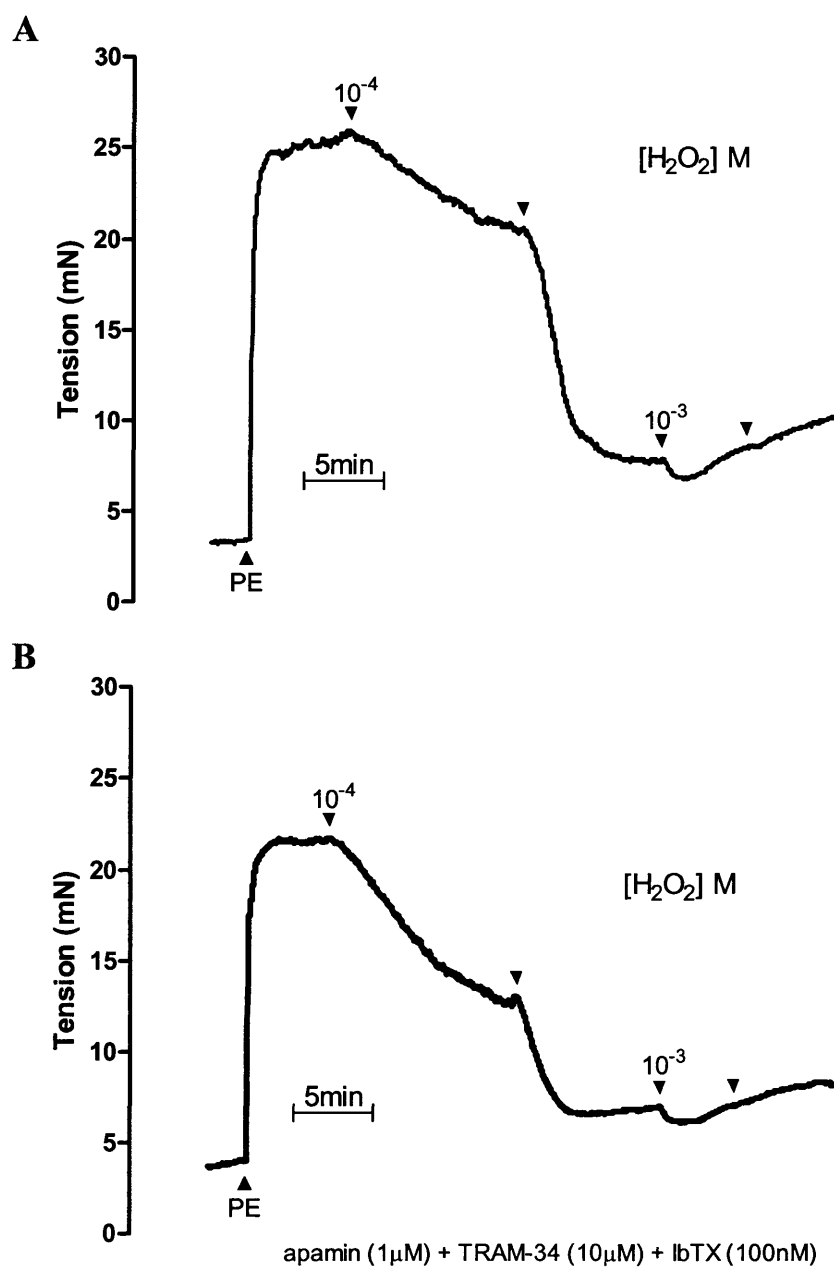 A
30
25
20
15
10
5
0
Tension (mN)
10⁻⁴
[H₂O₂] M
10⁻³
5min
PE
B
30
25
20
15
10
5
0
Tension (mN)
10⁻⁴
[H₂O₂] M
10⁻³
5min
PE
apamin (1μM) + TRAM-34 (10μM) + IbTX (100nM)